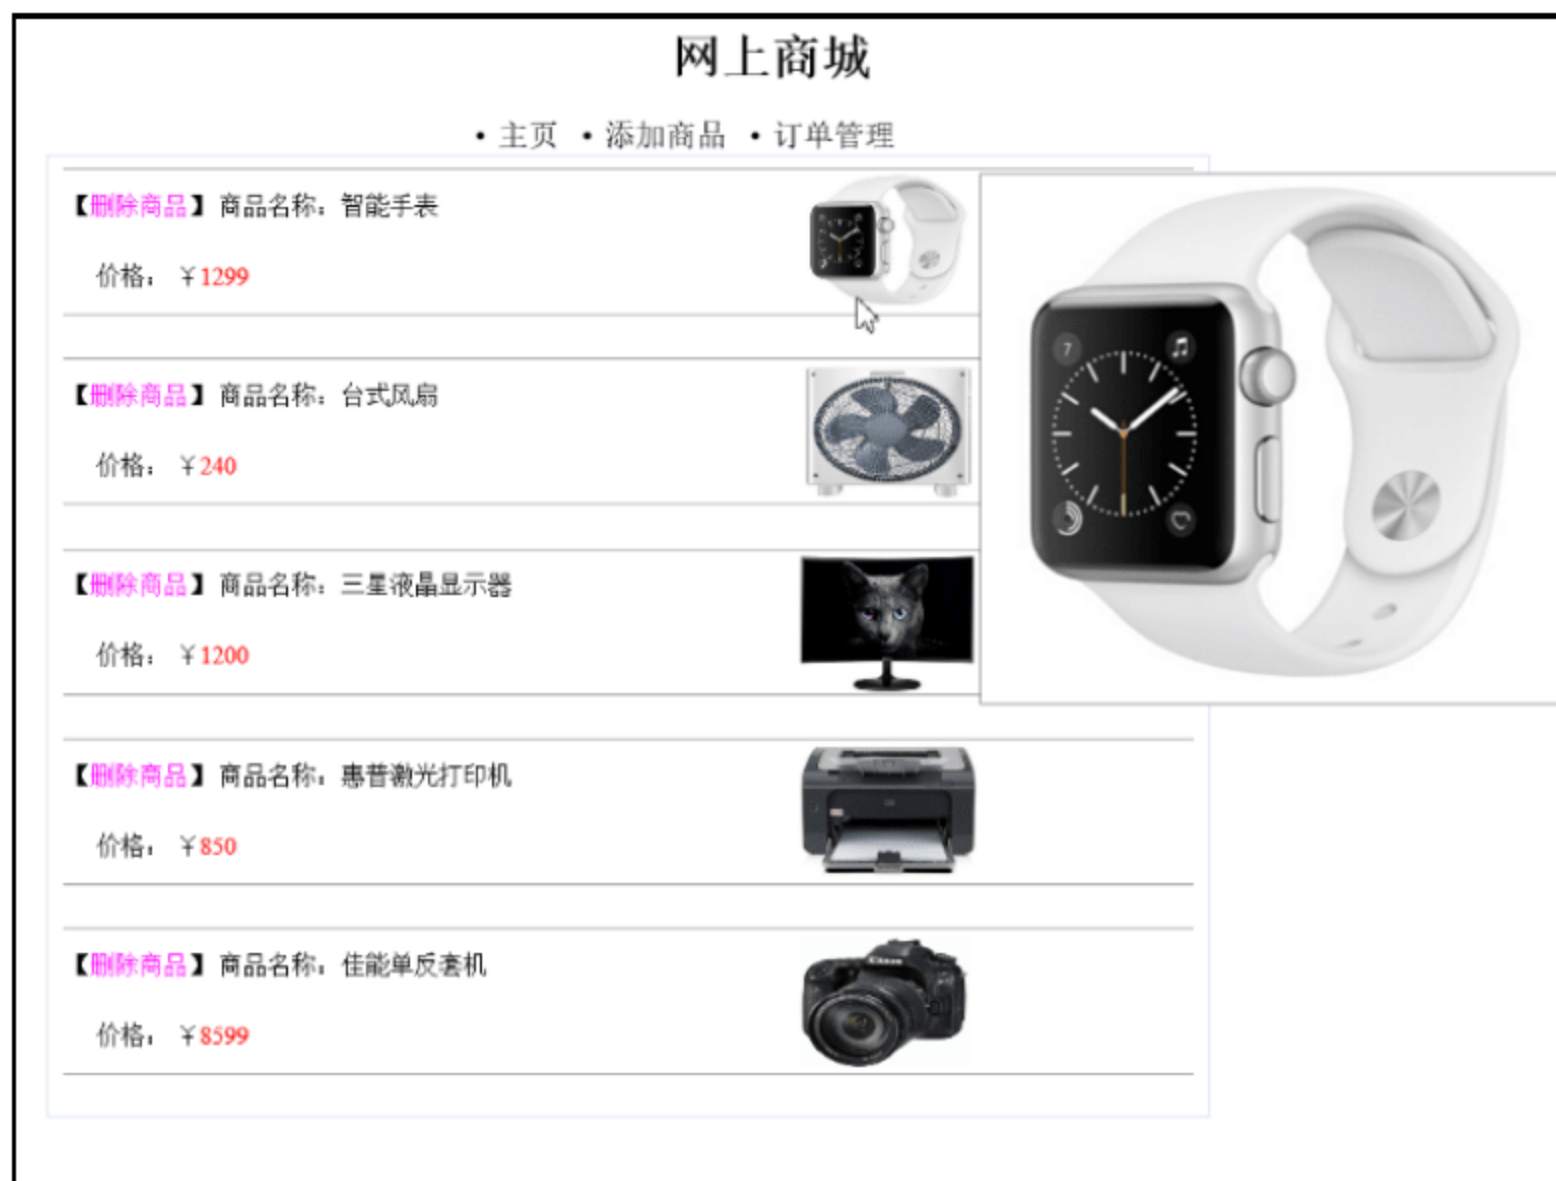 网上商城
• 主页 • 添加商品 • 订单管理
【删除商品】商品名称：智能手表
价格：￥1299
【删除商品】商品名称：台式风扇
价格：￥240
【删除商品】商品名称：三星液晶显示器
价格：￥1200
【删除商品】商品名称：惠普激光打印机
价格：￥850
【删除商品】商品名称：佳能单反套机
价格：￥8599
7
Canon